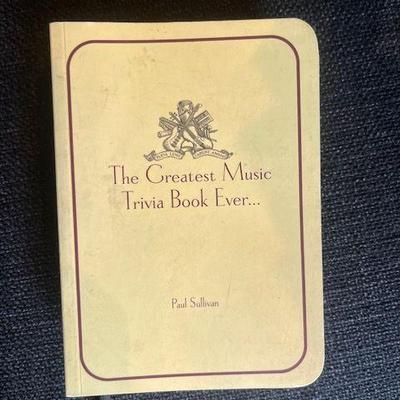 The Greatest Music
Trivia Book Ever...
Paul Sullivan